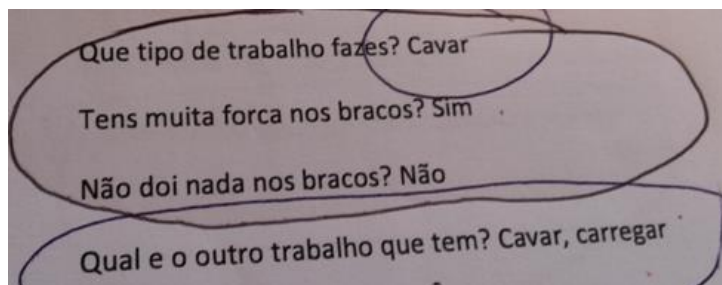 Que tipo de trabalho fazes? Cavar
Tens muita forca nos bracos? Sim
Não doi nada nos bracos? Não
Qual e o outro trabalho que tem? Cavar, carregar